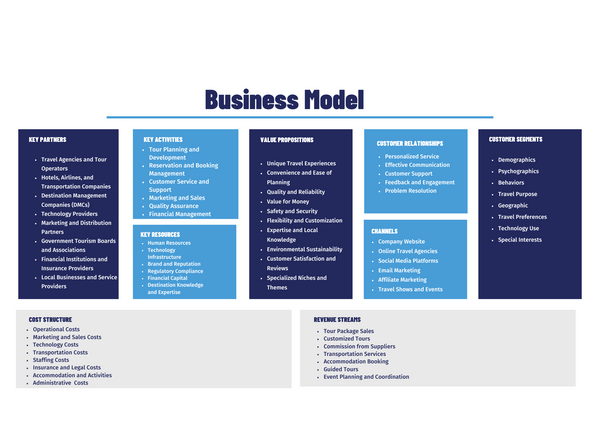 Business Model
KEY PARTNERS
Travel Agencies and Tour
Operators
Hotels, Airlines, and
Transportation Companies
Destination Management
Companies (DMCs)
Technology Providers
Marketing and Distribution
Partners
Government Tourism Boards
and Associations
Financial Institutions and
Insurance Providers
Local Businesses and Service
Providers
KEY ACTIVITIES
Tour Planning and
Development
Reservation and Booking
Management
Customer Service and
Support
Marketing and Sales
Quality Assurance
Financial Management
KEY RESOURCES
Human Resources
Technology
Infrastructure
Brand and Reputation
Regulatory Compliance
Financial Capital
Destination Knowledge
and Expertise
VALUE PROPOSITIONS
Unique Travel Experiences
Convenience and Ease of
Planning
Quality and Reliability
Value for Money
Safety and Security
Flexibility and Customization
Expertise and Local
Knowledge
Environmental Sustainability
Customer Satisfaction and
Reviews
Specialized Niches and
Themes
CUSTOMER RELATIONSHIPS
Personalized Service
Effective Communication
Customer Support
Feedback and Engagement
Problem Resolution
CHANNELS
Company Website
Online Travel Agencies
Social Media Platforms
Email Marketing
Affiliate Marketing
Travel Shows and Events
CUSTOMER SEGMENTS
Demographics
Psychographics
Behaviors
Travel Purpose
Geographic
Travel Preferences
Technology Use
Special Interests
COST STRUCTURE
Operational Costs
Marketing and Sales Costs
Technology Costs
Transportation Costs
Staffing Costs
Insurance and Legal Costs
Accommodation and Activities
Administrative Costs
REVENUE STREAMS
Tour Package Sales
Customized Tours
Commission from Suppliers
Transportation Services
Accommodation Booking
Guided Tours
Event Planning and Coordination